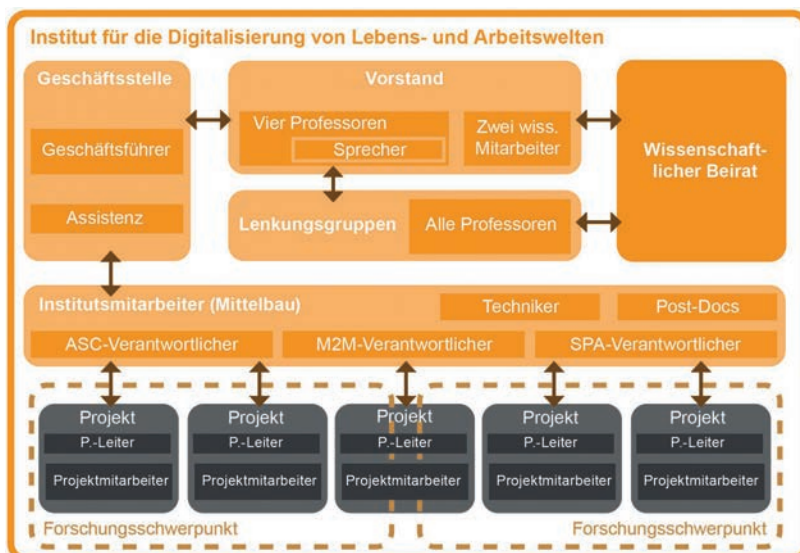 Institut für die Digitalisierung von Lebens- und Arbeitswelten
Geschäftsstelle
Geschäftsführer
Assistenz
Vorstand
Vier Professoren
Sprecher
Zwei wiss.
Mitarbeiter
Lenkungsgruppen
Alle Professoren
Wissenschaft-
licher Beirat
Institutsmitarbeiter (Mittelbau)
Techniker
Post-Docs
ASC-Verantwortlicher
M2M-Verantwortlicher
SPA-Verantwortlicher
Projekt
P.-Leiter
Projektmitarbeiter
Projekt
P.-Leiter
Projektmitarbeiter
Projekt
P.-Leiter
Projektmitarbeiter
Projekt
P.-Leiter
Projektmitarbeiter
Projekt
P.-Leiter
Projektmitarbeiter
Forschungsschwerpunkt
Forschungsschwerpunkt